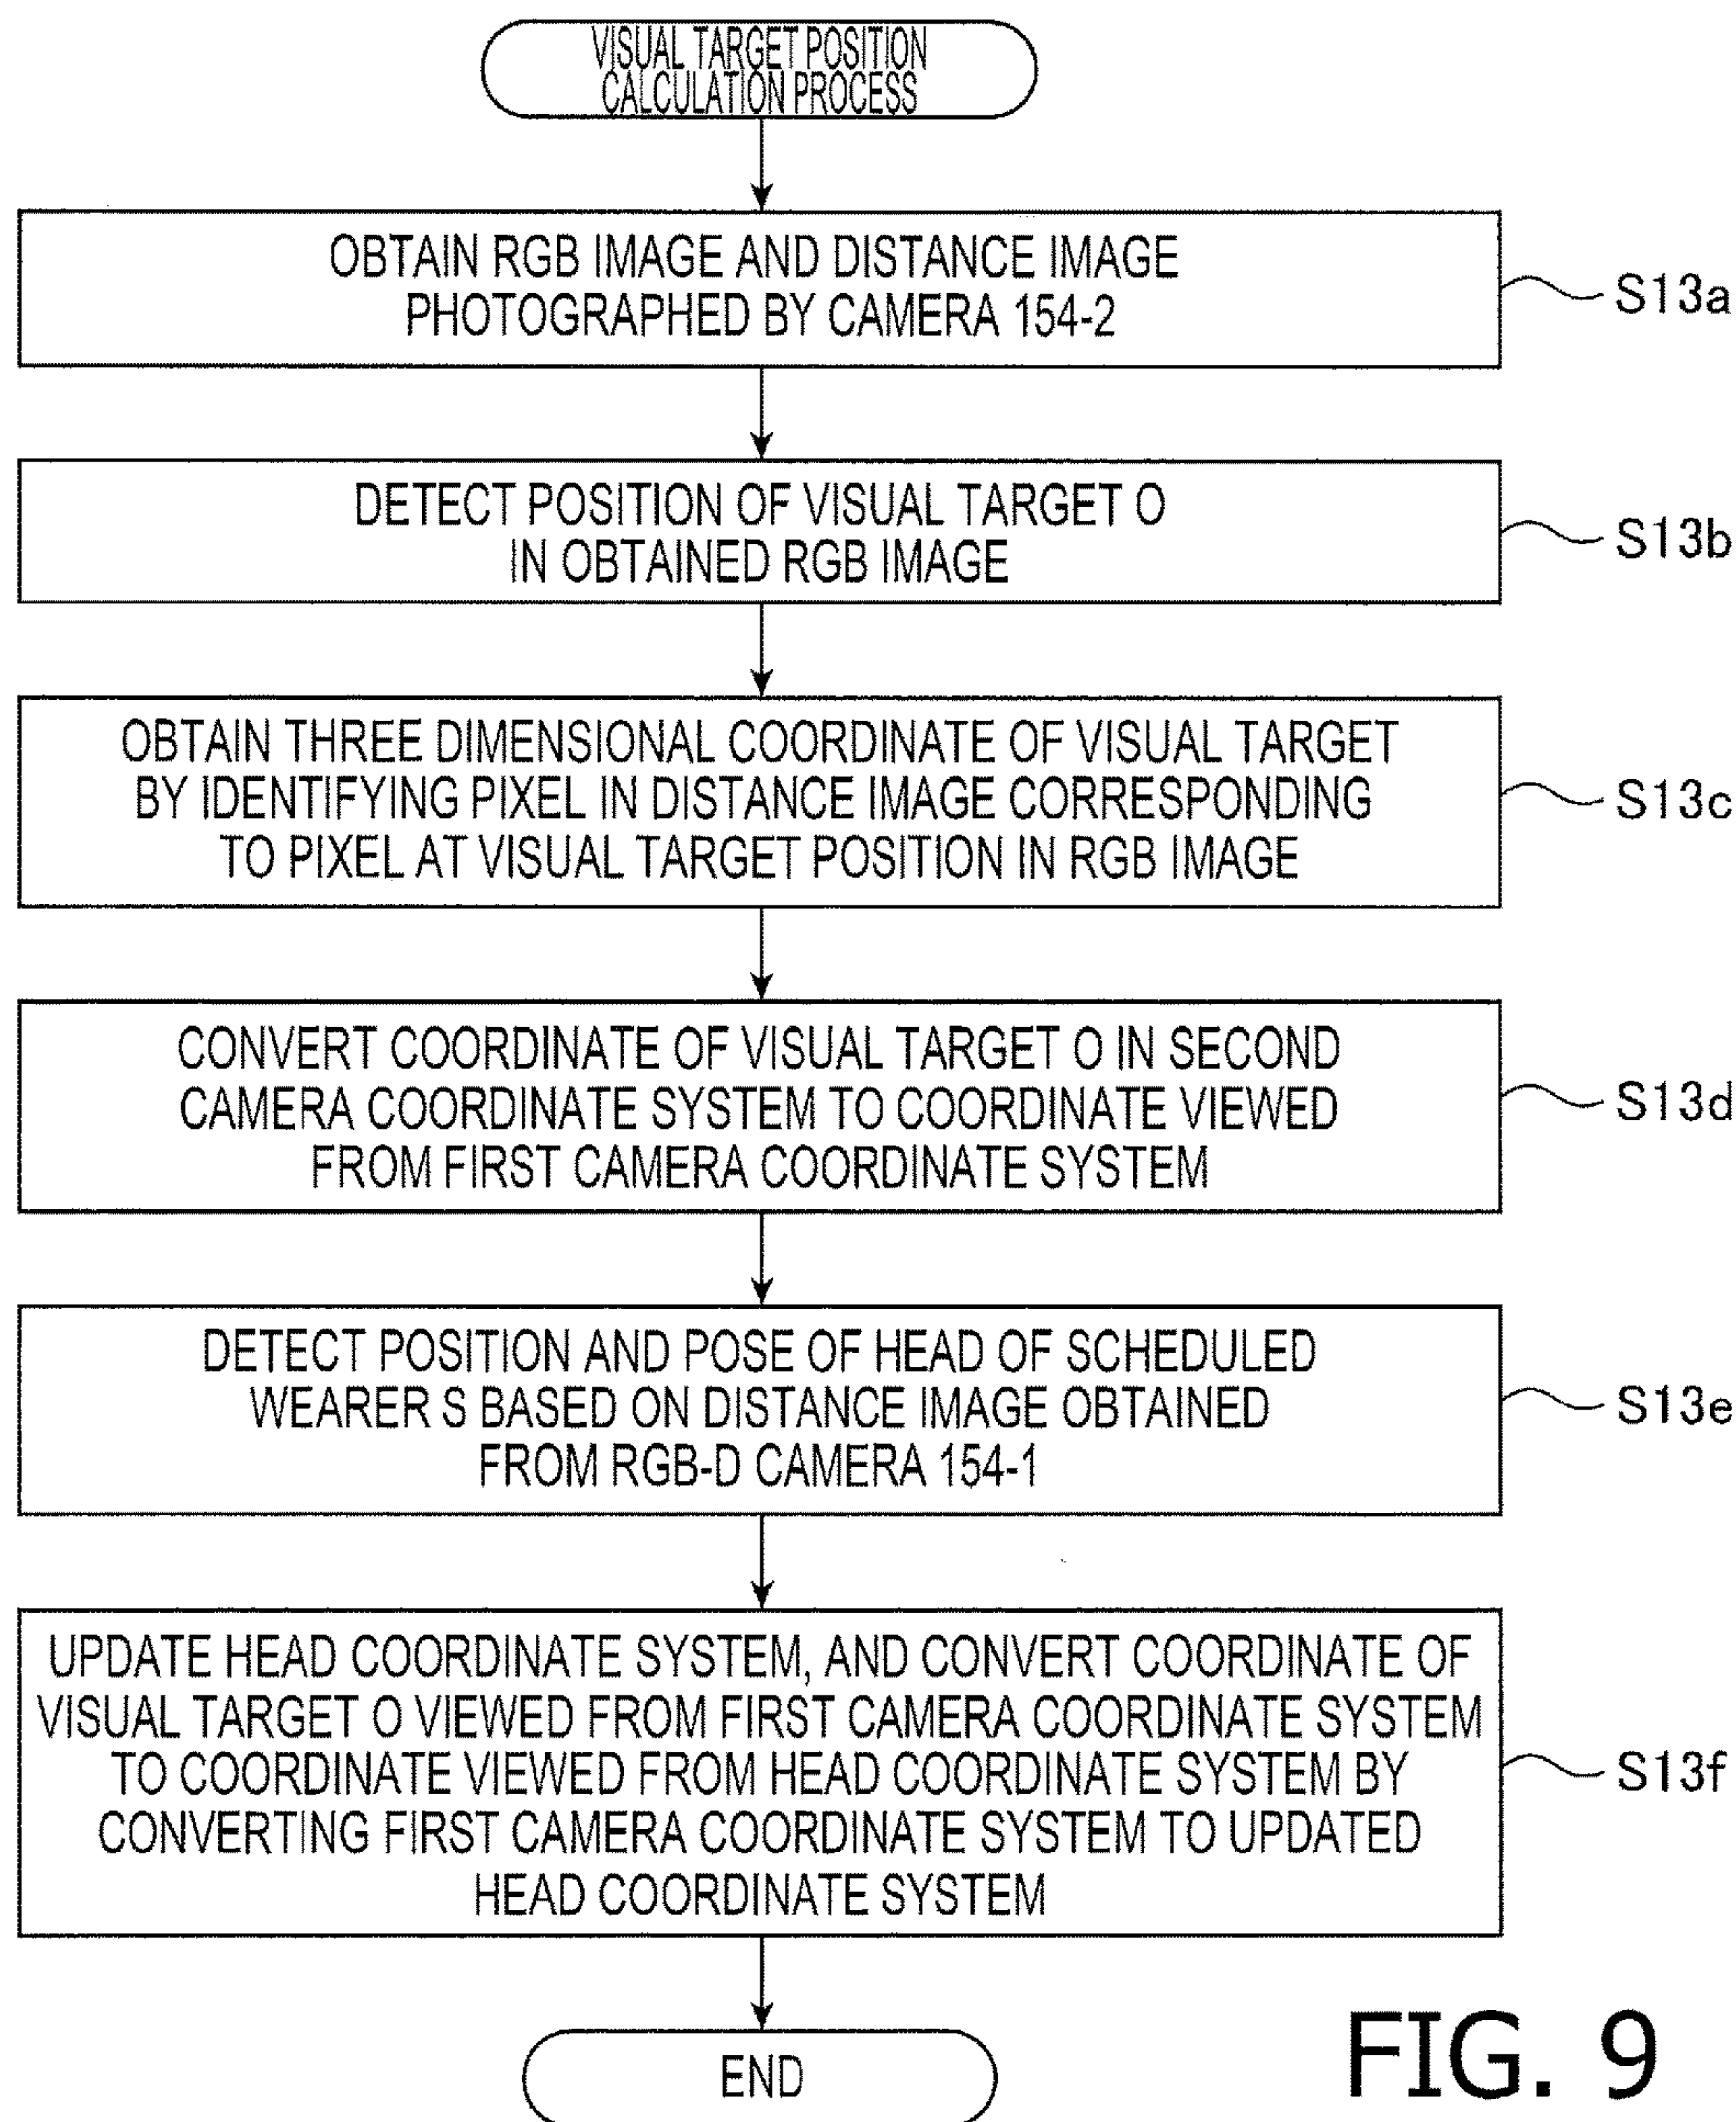 VISUAL TARGET POSITION
CALCULATION PROCESS
OBTAIN RGB IMAGE AND DISTANCE IMAGE
PHOTOGRAPHED BY CAMERA 154-2
S13a
DETECT POSITION OF VISUAL TARGET O
IN OBTAINED RGB IMAGE
S13b
OBTAIN THREE DIMENSIONAL COORDINATE OF VISUAL TARGET
BY IDENTIFYING PIXEL IN DISTANCE IMAGE CORRESPONDING
TO PIXEL AT VISUAL TARGET POSITION IN RGB IMAGE
S13c
CONVERT COORDINATE OF VISUAL TARGET O IN SECOND
CAMERA COORDINATE SYSTEM TO COORDINATE VIEWED
FROM FIRST CAMERA COORDINATE SYSTEM
S13d
DETECT POSITION AND POSE OF HEAD OF SCHEDULED
WEARER S BASED ON DISTANCE IMAGE OBTAINED
FROM RGB-D CAMERA 154-1
S13e
UPDATE HEAD COORDINATE SYSTEM, AND CONVERT COORDINATE OF
VISUAL TARGET O VIEWED FROM FIRST CAMERA COORDINATE SYSTEM
TO COORDINATE VIEWED FROM HEAD COORDINATE SYSTEM BY
CONVERTING FIRST CAMERA COORDINATE SYSTEM TO UPDATED
HEAD COORDINATE SYSTEM
S13f
END
FIG. 9